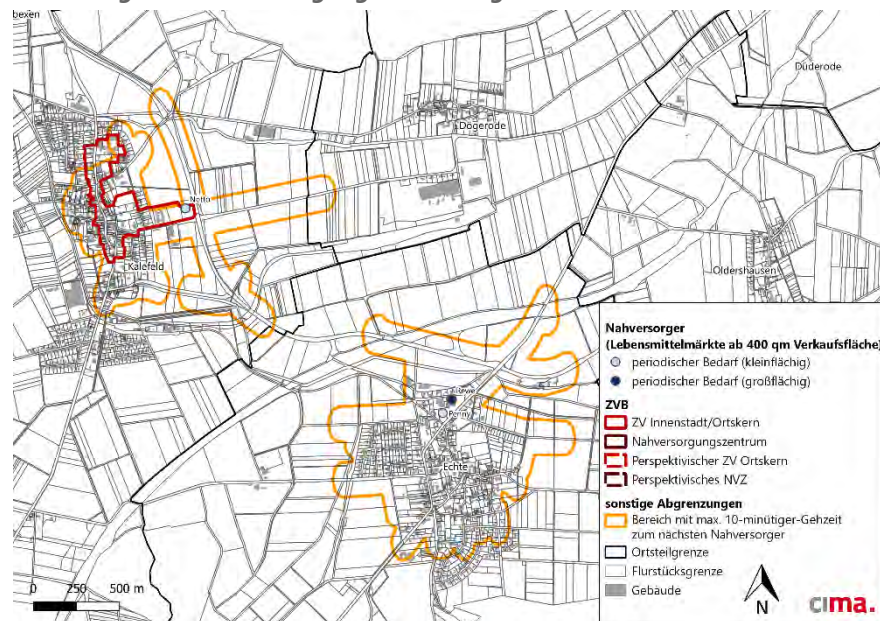 bexen
Düderode
Dögerode
Netto
Kalefeld
Oldershausen
Rewe
Penny
Echte
Nahversorger
(Lebensmittelmärkte ab 400 qm Verkaufsfläche)
periodischer Bedarf (kleinflächig)
periodischer Bedarf (großflächig)
ZVB
ZV Innenstadt/Ortskern
Nahversorgungszentrum
Perspektivischer ZV Ortskern
Perspektivisches NVZ
sonstige Abgrenzungen
Bereich mit max. 10-minütiger-Gehzeit
zum nächsten Nahversorger
Ortsteilgrenze
Flurstücksgrenze
Gebäude
0 250 500 m
N
cima.